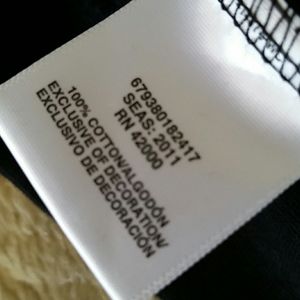 679380182417
SEAS: 2011
RN 42000
100% COTTON/ALGODÓN
EXCLUSIVE OF DECORATION/
EXCLUSIVO DE DECORACIÓN